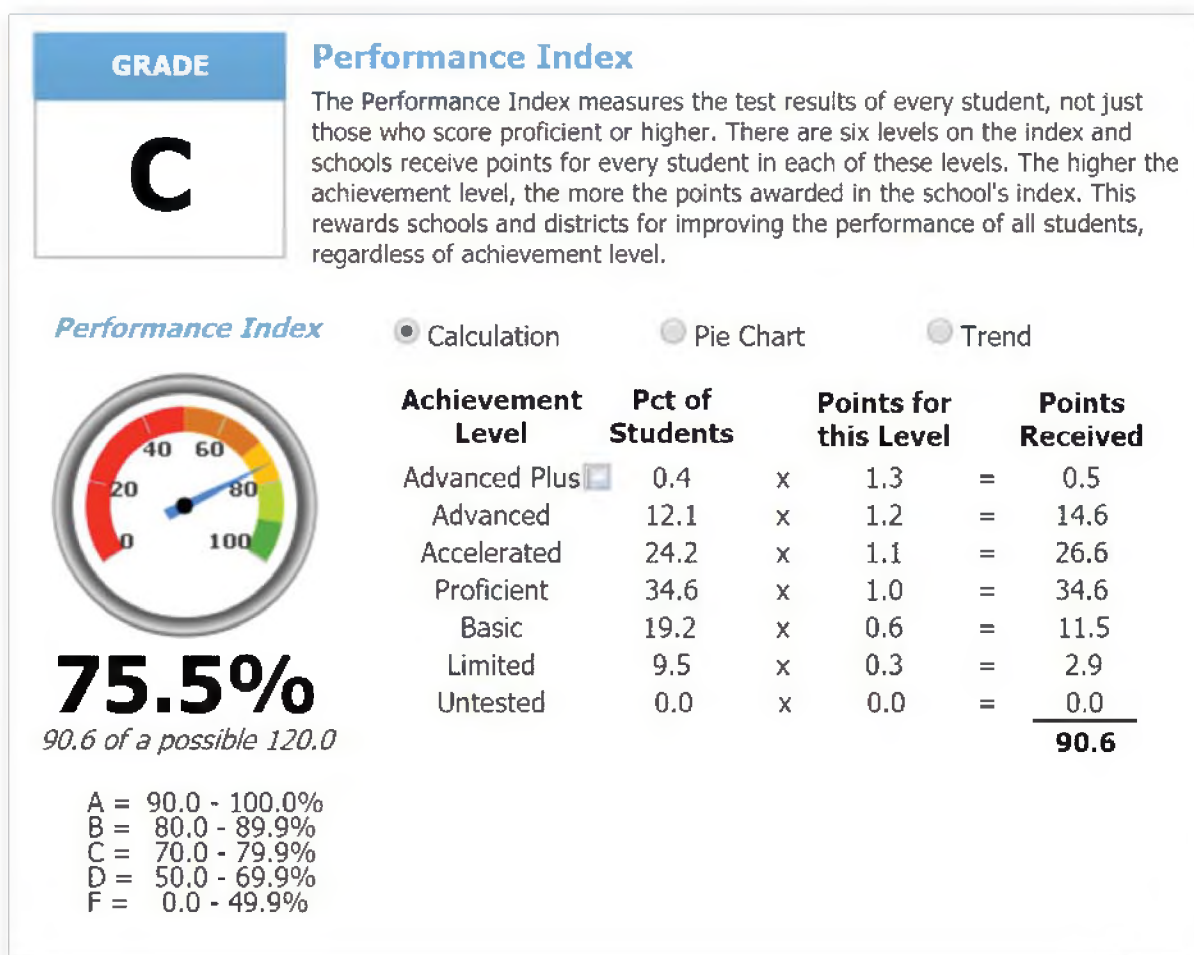 GRADE
C
Performance Index
The Performance Index measures the test results of every student, not just
those who score proficient or higher. There are six levels on the index and
schools receive points for every student in each of these levels. The higher the
achievement level, the more the points awarded in the school's index. This
rewards schools and districts for improving the performance of all students,
regardless of achievement level.
Performance Index
0
20
40
60
80
100
75.5%
90.6 of a possible 120.0
A = 90.0 - 100.0%
B = 80.0 - 89.9%
C = 70.0 - 79.9%
D = 50.0 - 69.9%
F = 0.0 - 49.9%
Calculation Pie Chart Trend
Achievement Pct of Points for Points
Level Students this Level Received
Advanced Plus 0.4 x 1.3 = 0.5
Advanced 12.1 x 1.2 = 14.6
Accelerated 24.2 x 1.1 = 26.6
Proficient 34.6 x 1.0 = 34.6
Basic 19.2 x 0.6 = 11.5
Limited 9.5 x 0.3 = 2.9
Untested 0.0 x 0.0 = 0.0
90.6